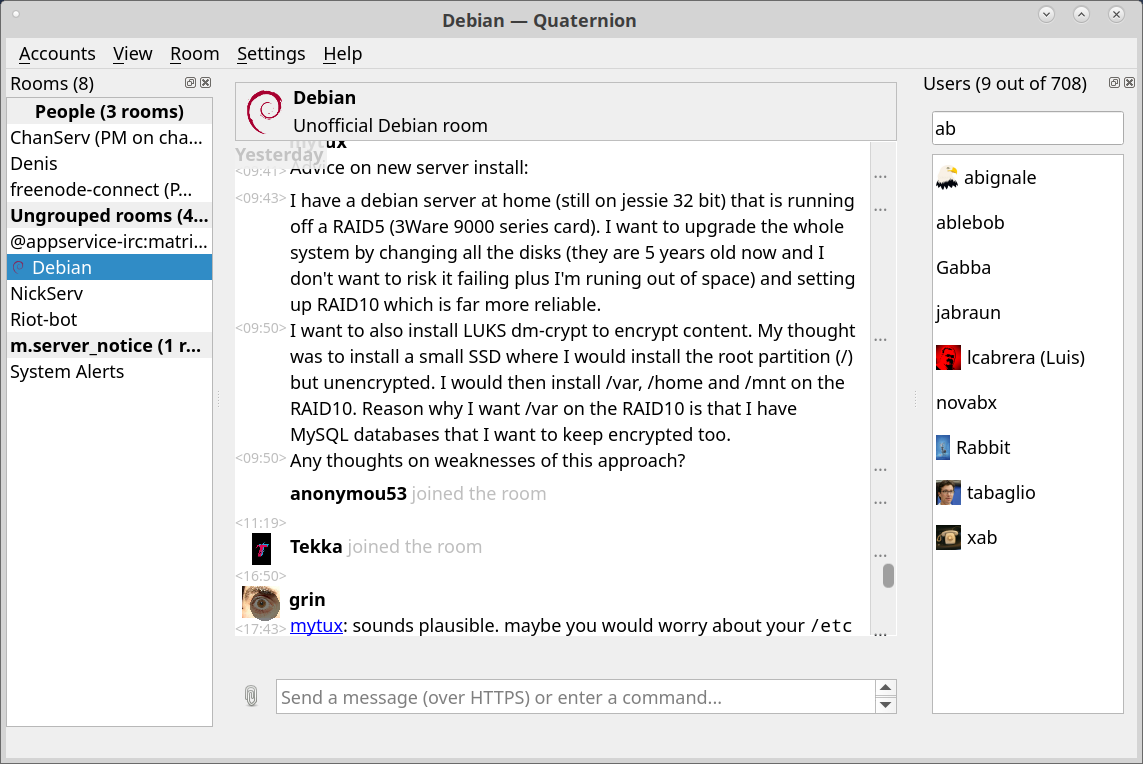 Debian — Quaternion
Accounts View Room Settings Help
Rooms (8)
People (3 rooms)
ChanServ (PM on cha...
Denis
freenode-connect (P...
Ungrouped rooms (4...
@appservice-irc:matri...
Debian
NickServ
Riot-bot
m.server_notice (1 r...
System Alerts
Debian
Unofficial Debian room
mytux
Yesterday
<09:41> Advice on new server install:
<09:43> I have a debian server at home (still on jessie 32 bit) that is running
off a RAID5 (3Ware 9000 series card). I want to upgrade the whole
system by changing all the disks (they are 5 years old now and I
don't want to risk it failing plus I'm runing out of space) and setting
up RAID10 which is far more reliable.
<09:50> I want to also install LUKS dm-crypt to encrypt content. My thought
was to install a small SSD where I would install the root partition (/)
but unencrypted. I would then install /var, /home and /mnt on the
RAID10. Reason why I want /var on the RAID10 is that I have
MySQL databases that I want to keep encrypted too.
<09:50> Any thoughts on weaknesses of this approach?
anonymou53 joined the room
<11:19>
Tekka joined the room
<16:50>
grin
<17:43> mytux: sounds plausible. maybe you would worry about your /etc
Send a message (over HTTPS) or enter a command...
Users (9 out of 708)
ab
abignale
ablebob
Gabba
jabraun
lcabrera (Luis)
novabx
Rabbit
tabaglio
xab